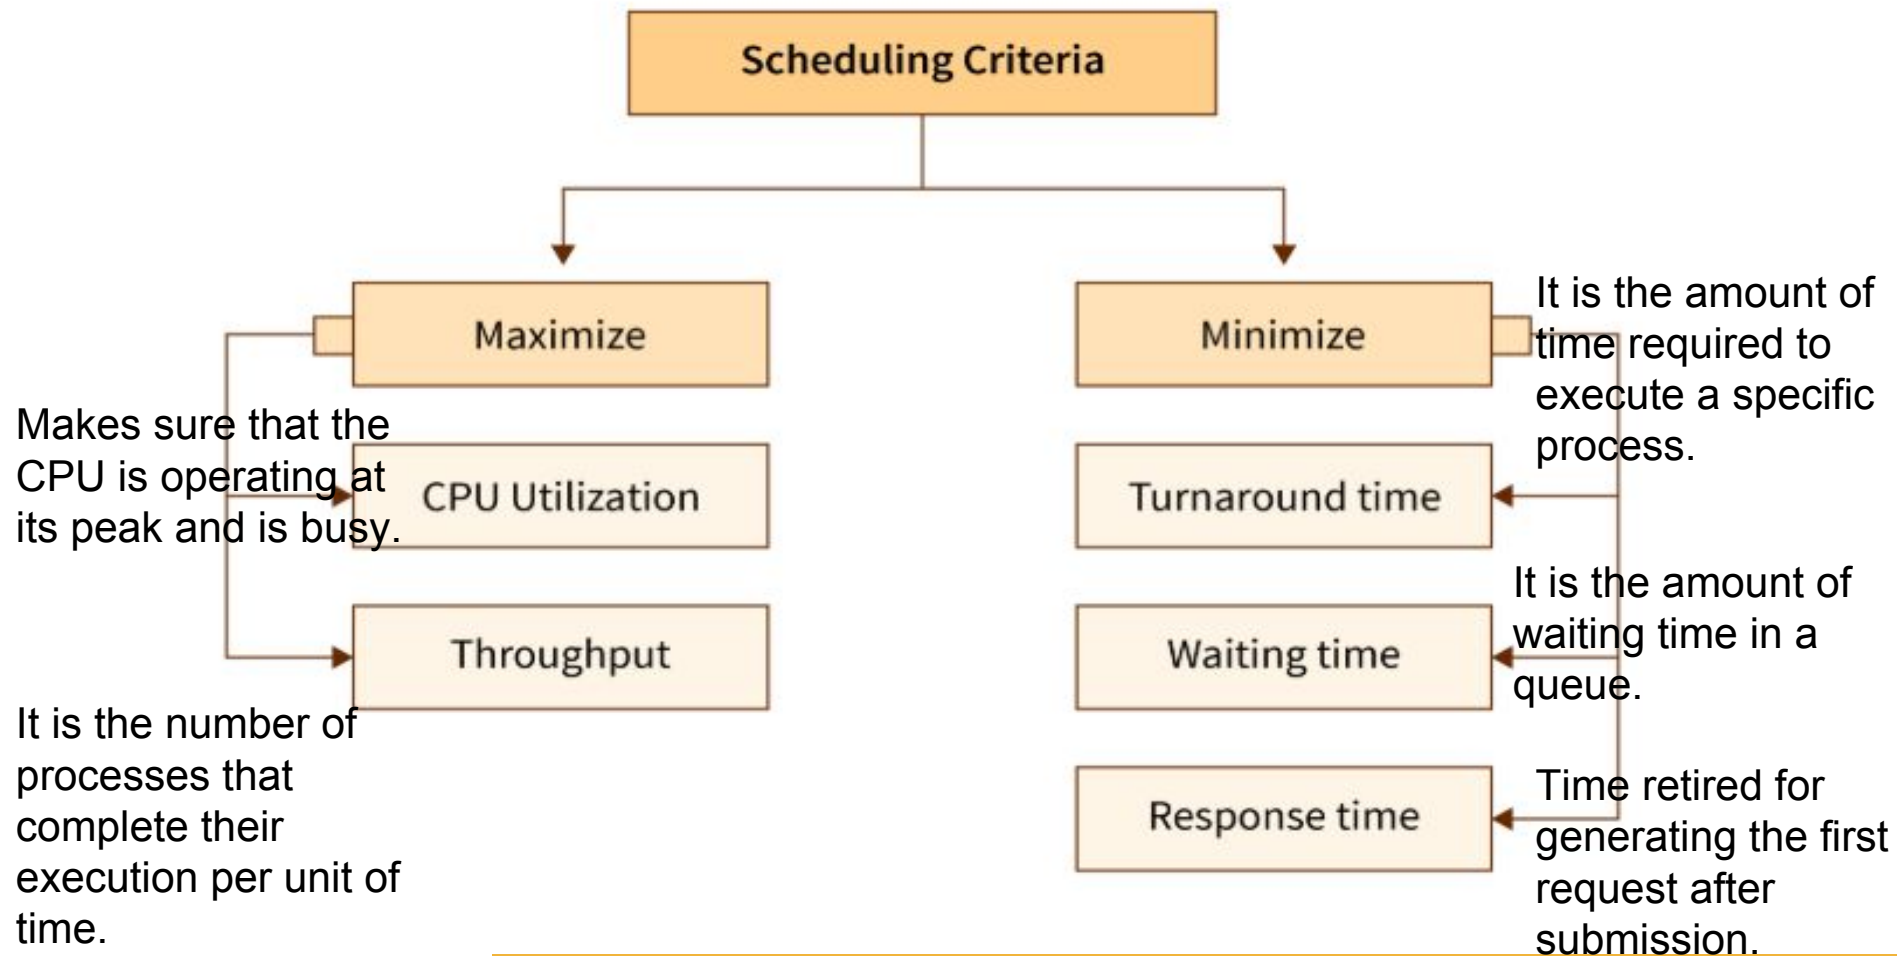 Scheduling Criteria
Maximize
Makes sure that the
CPU is operating at
its peak and is busy.
CPU Utilization
Throughput
It is the number of
processes that
complete their
execution per unit of
time.
Minimize
It is the amount of
time required to
execute a specific
process.
Turnaround time
It is the amount of
waiting time in a
queue.
Waiting time
Response time
Time retired for
generating the first
request after
submission.